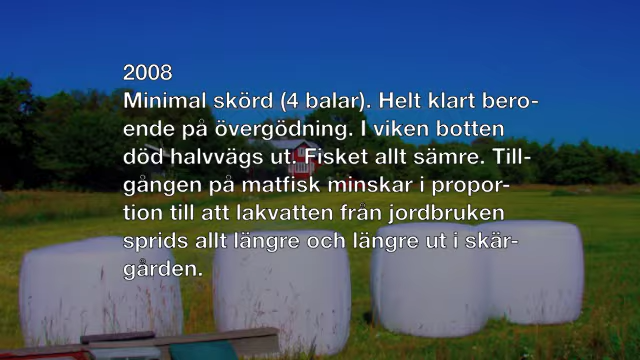 2008
Minimal skörd (4 balar). Helt klart bero-
ende på övergödning. I viken botten
död halvvägs ut. Fisket allt sämre. Till-
gången på matfisk minskar i propor-
tion till att lakvatten från jordbruken
sprids allt längre och längre ut i skär-
gården.